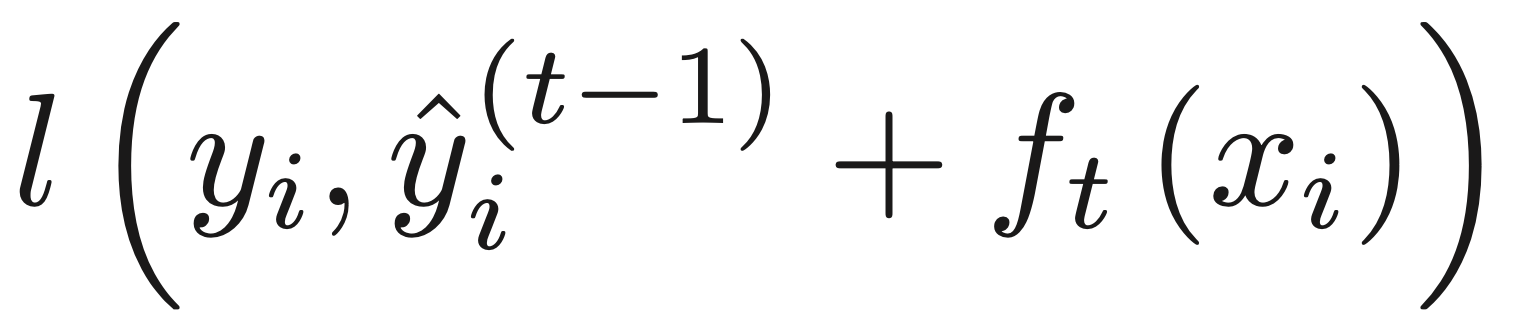 $l\left(y_i, \hat{y}_i^{(t-1)} + f_t(x_i)\right)$